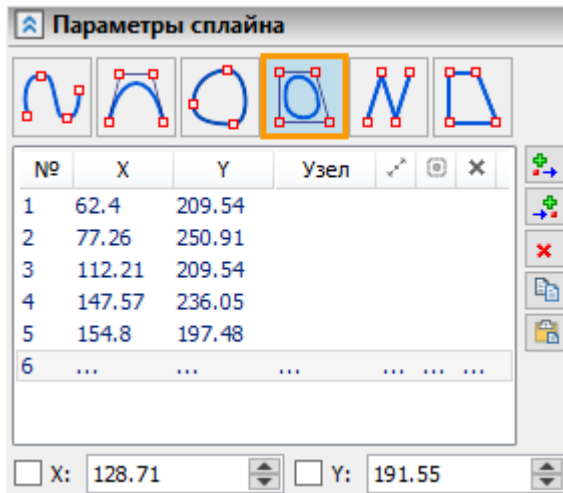 Параметры сплайна
№ X Y Узел
1 62.4 209.54
2 77.26 250.91
3 112.21 209.54
4 147.57 236.05
5 154.8 197.48
6 ... ... ... ... ... ...
X: 128.71 Y: 191.55